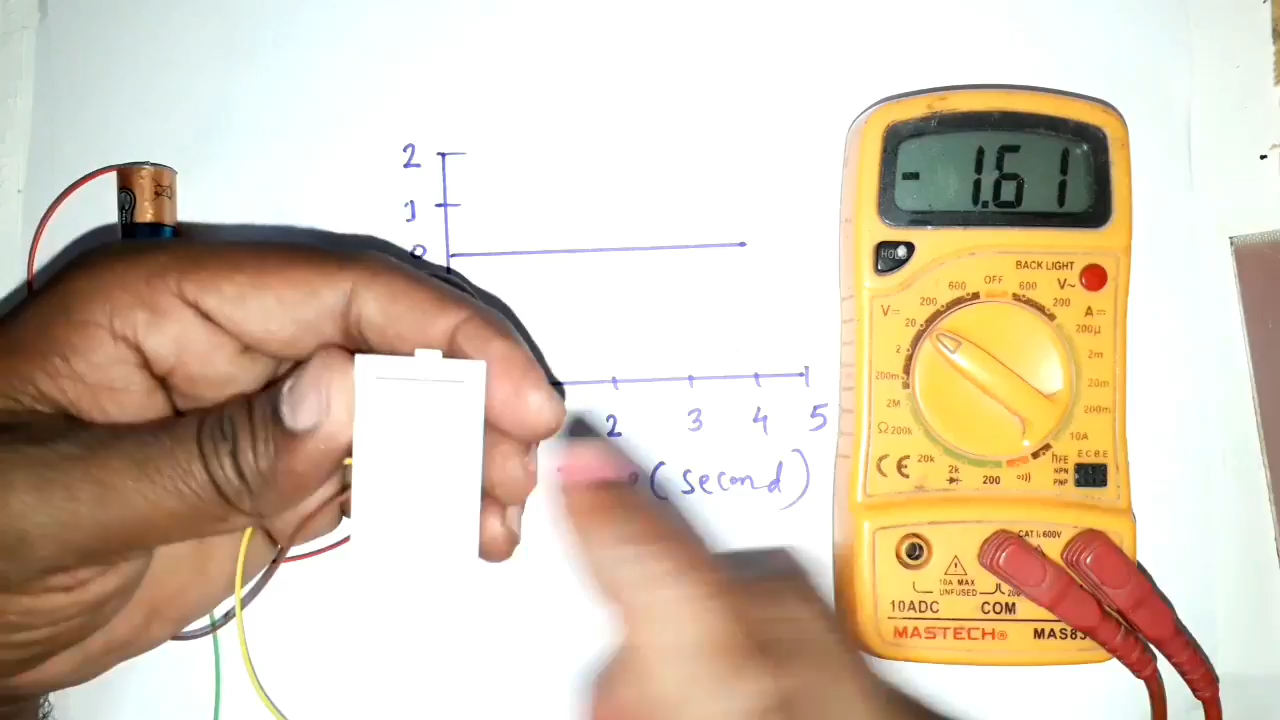 2
1
0
2 3 4 5
(second)
- 1.61
HOLD
BACK LIGHT
OFF
600 600
V~
200 200
V=
A=
20
200µ
2
2m
200m
20m
2M
200m
Ω 200k
10A
20k
2k
200
hFE
NPN
PNP
E C B E
CE
CAT II 600V
10A MAX
UNFUSED
10ADC
COM
MASTECH®